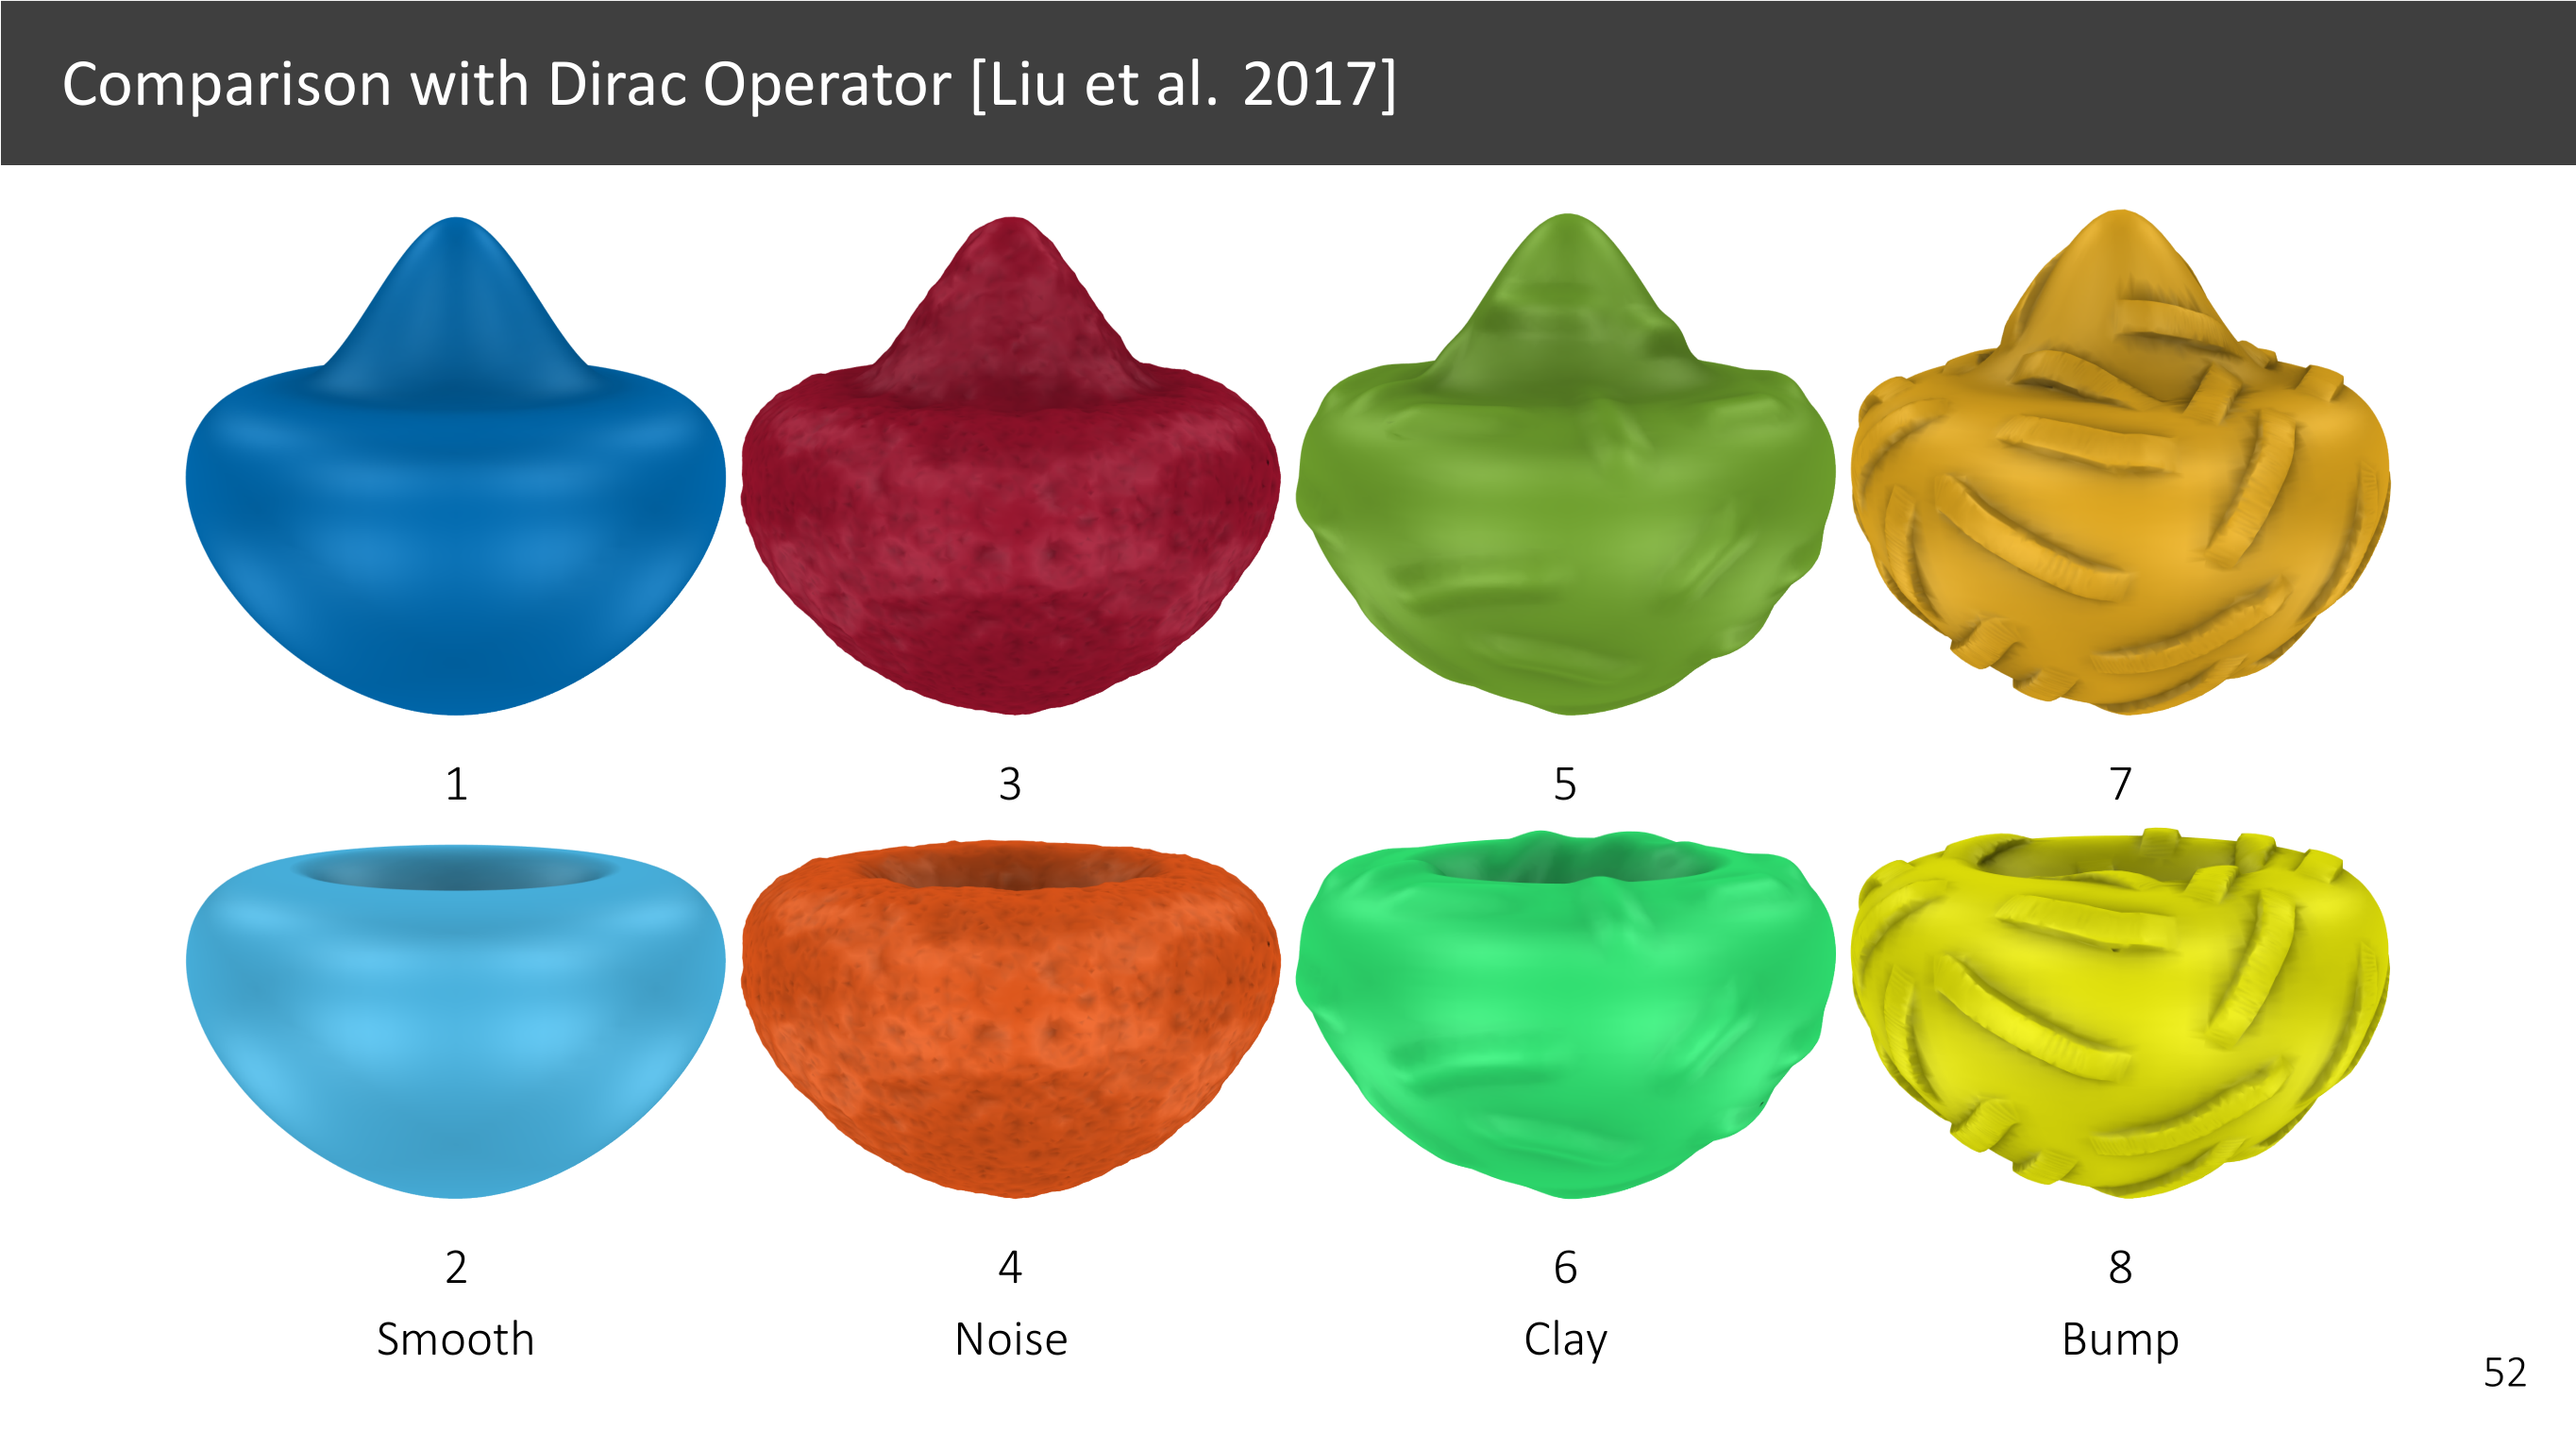 Comparison with Dirac Operator [Liu et al. 2017]
1 3 5 7
2 4 6 8
Smooth Noise Clay Bump
52